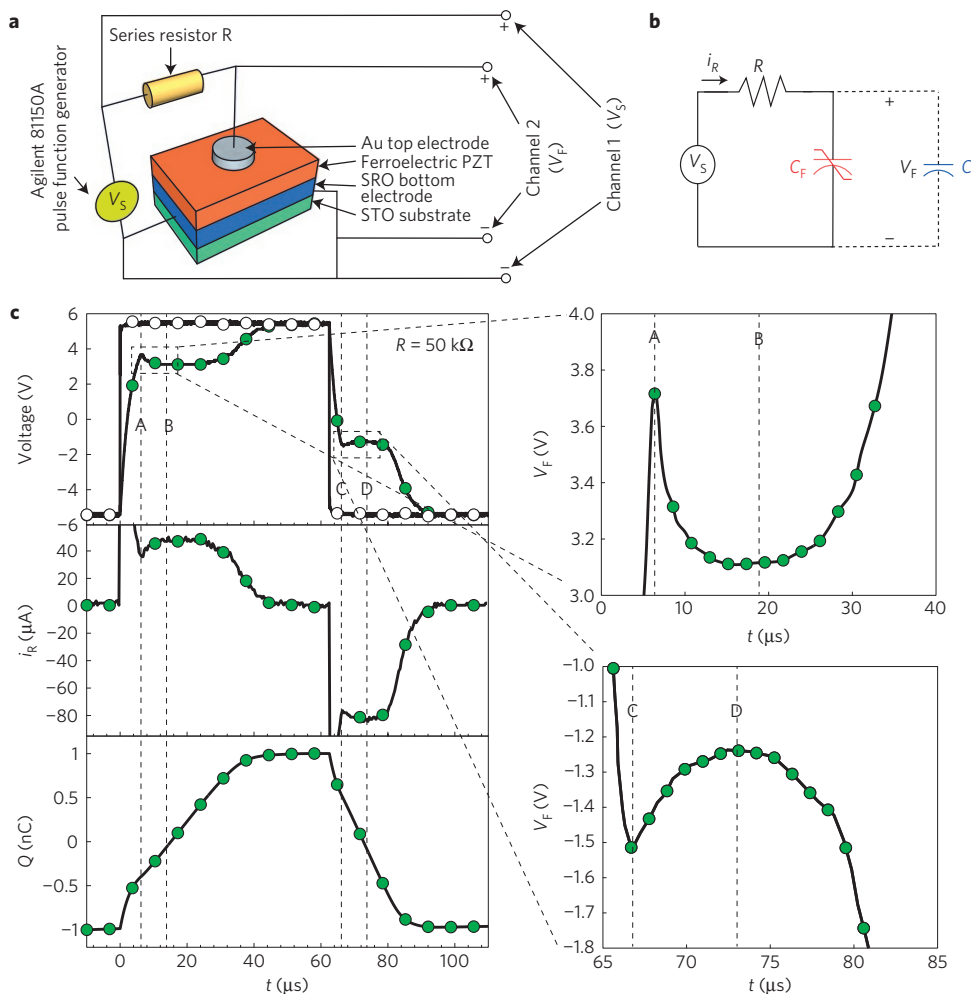 a
Series resistor R
Agilent 81150A
pulse function generator
V_S
Au top electrode
Ferroelectric PZT
SRO bottom
electrode
STO substrate
+
+
−
−
Channel 2
(V_F)
Channel 1 (V_S)
b
i_R
R
V_S
C_F
+
V_F
−
C
c
6
4
2
0
−2
−4
−6
Voltage (V)
R = 50 kΩ
A
B
C
D
40
20
0
−20
−40
−60
−80
i_R (µA)
1
0.5
0
−0.5
−1
Q (nC)
0
20
40
60
80
100
t (µs)
4.0
3.8
3.6
3.4
3.2
3.0
V_F (V)
A
B
0
10
20
30
40
t (µs)
−1.0
−1.1
−1.2
−1.3
−1.4
−1.5
−1.6
−1.7
−1.8
V_F (V)
C
D
65
70
75
80
85
t (µs)